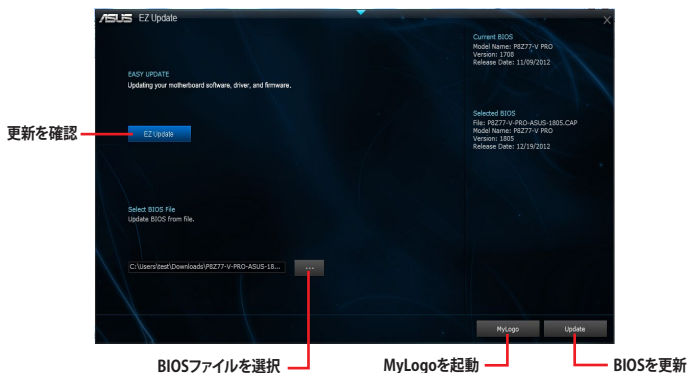 ASUS EZ Update
X
Current BIOS
Model Name: P8Z77-V PRO
Version: 1708
Release Date: 11/09/2012
EASY UPDATE
Updating your motherboard software, driver, and firmware.
Selected BIOS
File: P8Z77-V-PRO-ASUS-1805.CAP
Model Name: P8Z77-V PRO
Version: 1805
Release Date: 12/19/2012
更新を確認
EZ Update
Select BIOS File
Update BIOS from file.
C:\Users\test\Downloads\P8Z77-V-PRO-ASUS-18...
...
MyLogo
Update
BIOSファイルを選択
MyLogoを起動
BIOSを更新